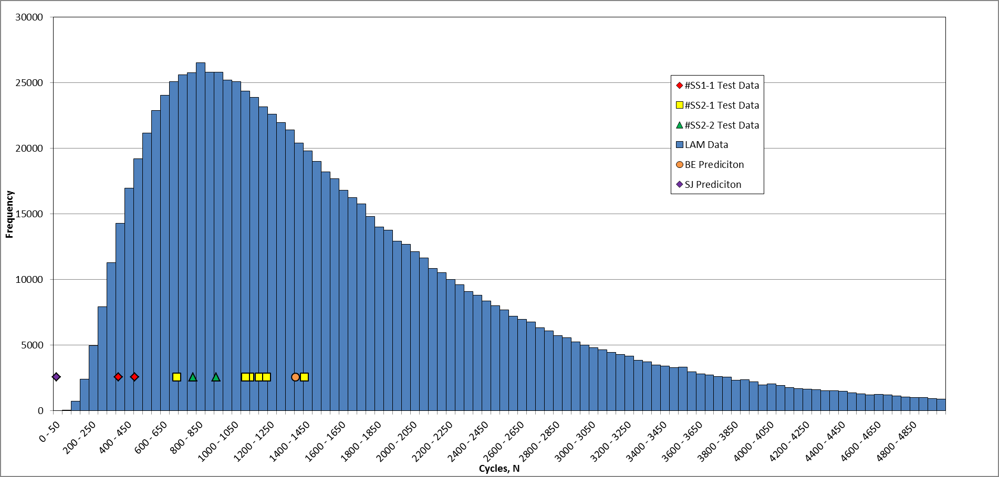 30000
25000
20000
15000
10000
5000
0
Frequency
#SS1-1 Test Data
#SS2-1 Test Data
#SS2-2 Test Data
LAM Data
BE Prediciton
SJ Prediciton
0 - 50
200 - 250
400 - 450
600 - 650
800 - 850
1000 - 1050
1200 - 1250
1400 - 1450
1600 - 1650
1800 - 1850
2000 - 2050
2200 - 2250
2400 - 2450
2600 - 2650
2800 - 2850
3000 - 3050
3200 - 3250
3400 - 3450
3600 - 3650
3800 - 3850
4000 - 4050
4200 - 4250
4400 - 4450
4600 - 4650
4800 - 4850
Cycles, N